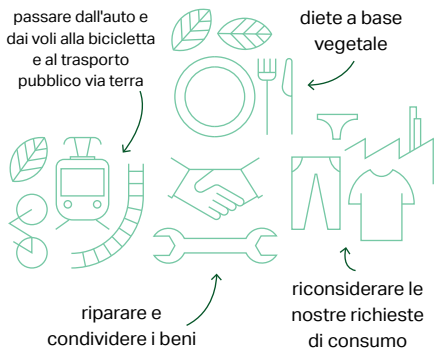 passare dall'auto e
dai voli alla bicicletta
e al trasporto
pubblico via terra
diete a base
vegetale
riparare e
condividere i beni
riconsiderare le
nostre richieste
di consumo